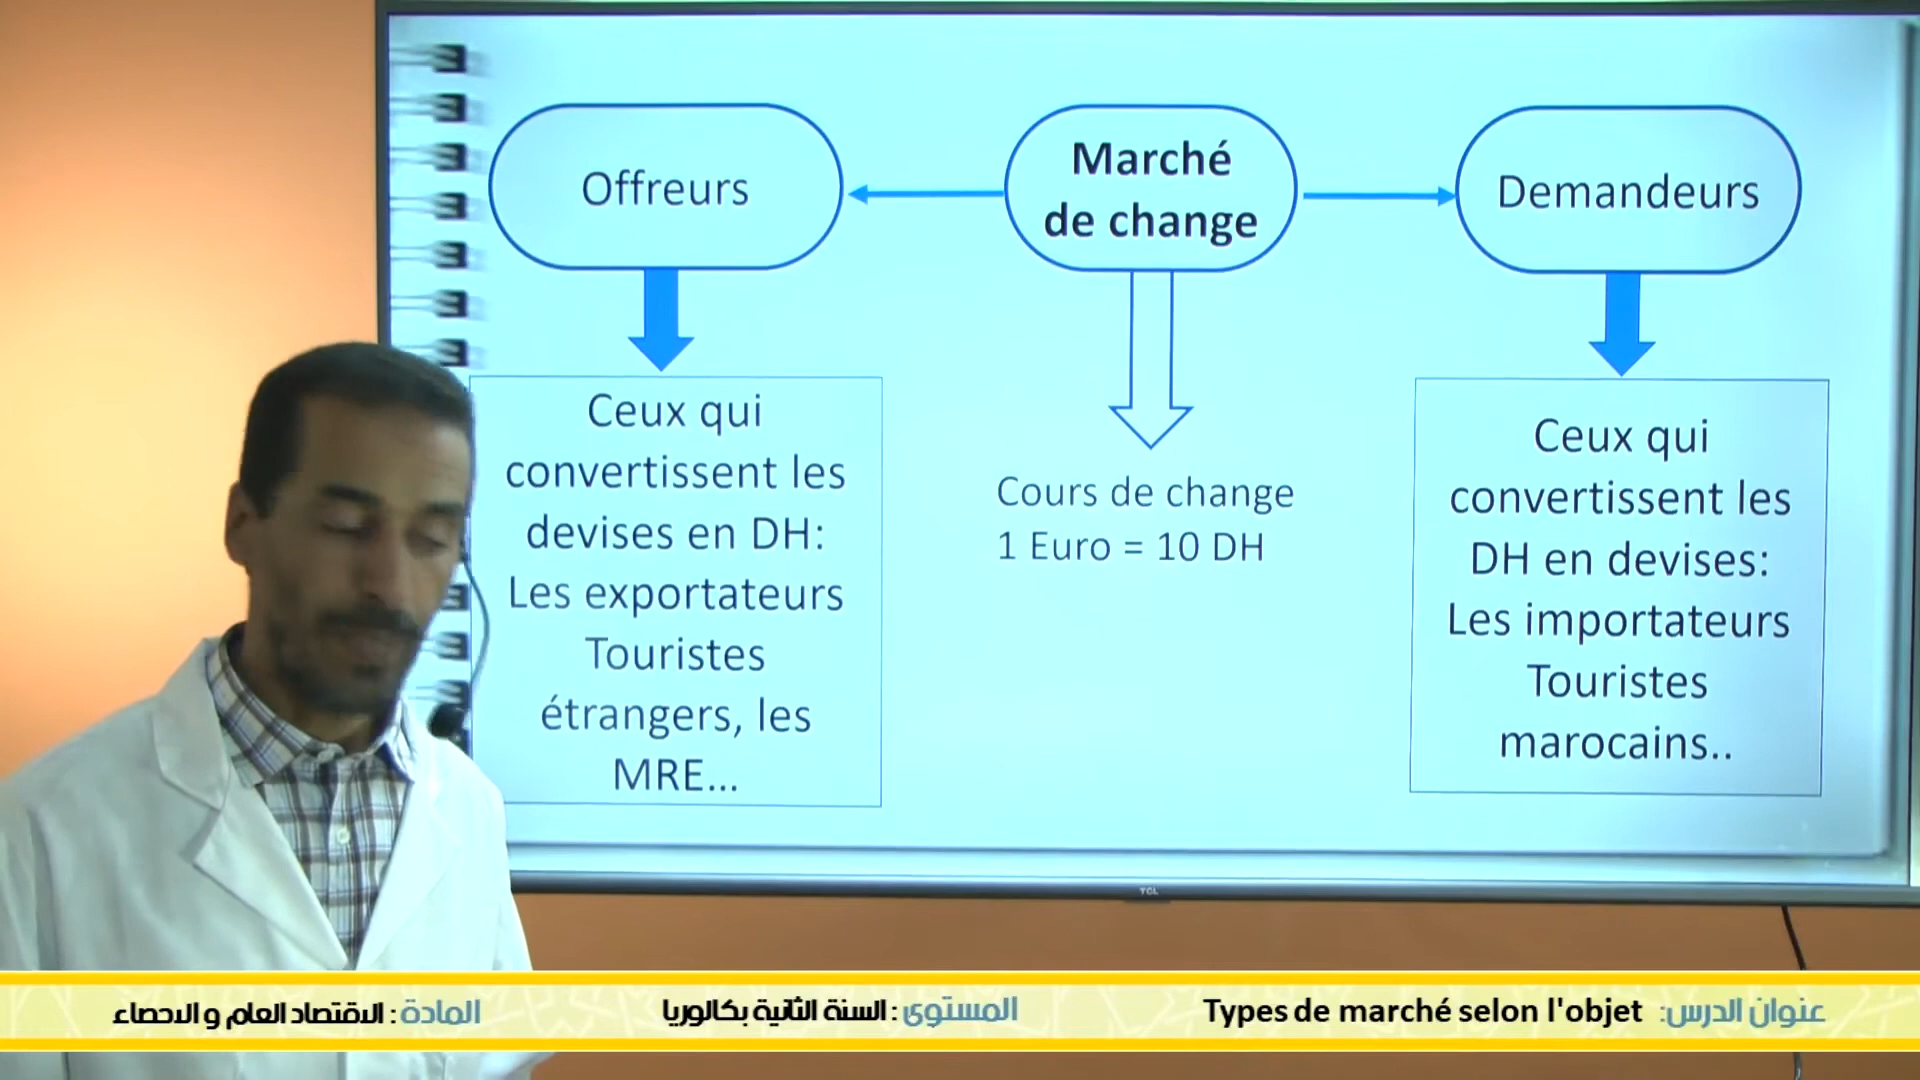 Offreurs
Marché
de change
Demandeurs
Ceux qui
convertissent les
devises en DH:
Les exportateurs
Touristes
étrangers, les
MRE...
Cours de change
1 Euro = 10 DH
Ceux qui
convertissent les
DH en devises:
Les importateurs
Touristes
marocains..
TCL
عنوان الدرس: Types de marché selon l'objet
المستوى : السنة الثانية بكالوريا
المادة : الاقتصاد العام و الاحصاء